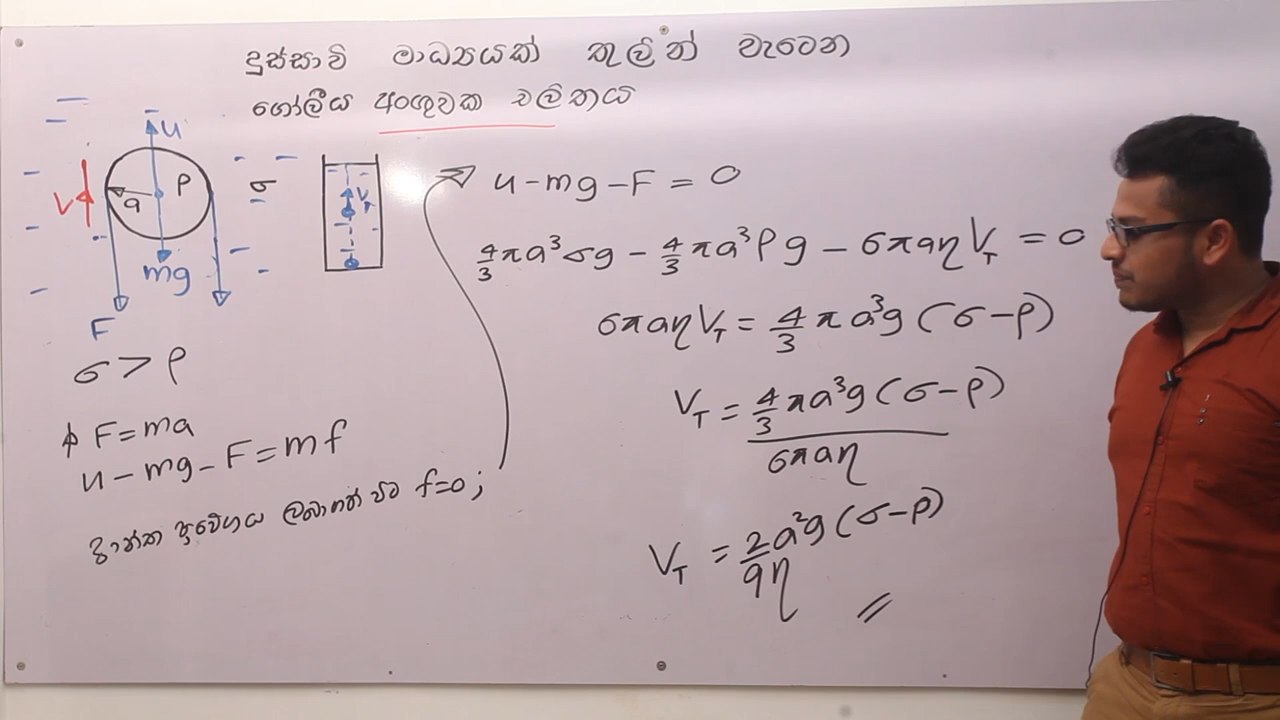 දුස්සාවි මාධ්‍යයක් තුලින් වැටෙන
ගෝලීය අංශුවක චලිතය
u
ρ
a
V
mg
F
σ
V
σ > ρ
F=ma
u - mg - F = mf
ආන්ත ප්‍රවේගය ලබාගත් විට f=0 ;
u - mg - F = 0
4/3 πa³σg - 4/3 πa³ρg - 6πaηV_T = 0
6πaηV_T = 4/3 πa³g (σ-ρ)
V_T = 4/3 πa³g (σ-ρ) / 6πaη
V_T = 2a²g (σ-ρ) / 9η